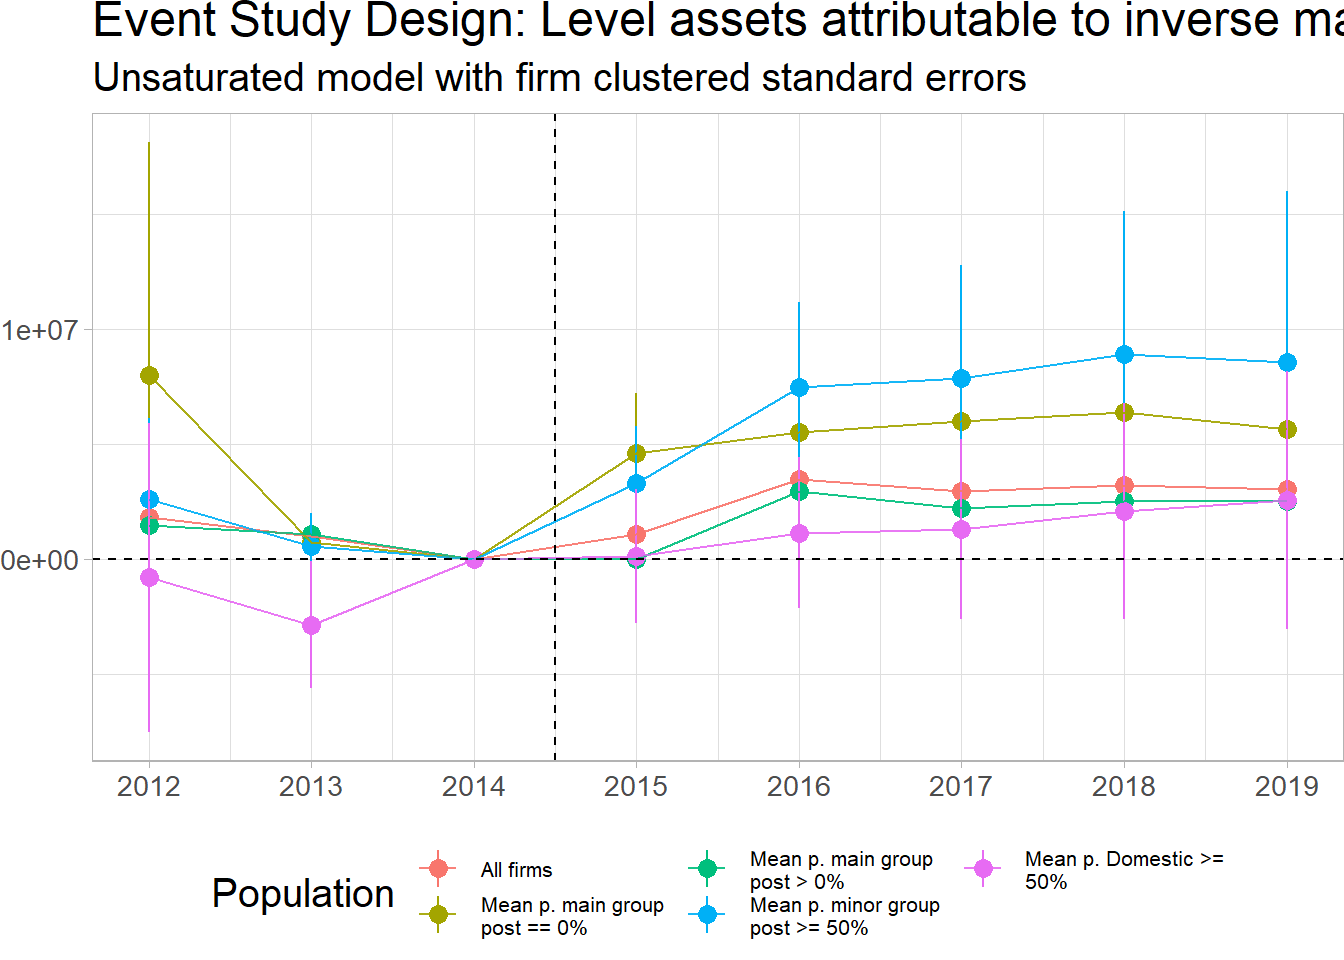 Event Study Design: Level assets attributable to inverse
Unsaturated model with firm clustered standard errors
1e+07
0e+00
2012 2013 2014 2015 2016 2017 2018 2019
Population
All firms
Mean p. main group
post == 0%
Mean p. main group
post > 0%
Mean p. minor group
post >= 50%
Mean p. Domestic >=
50%